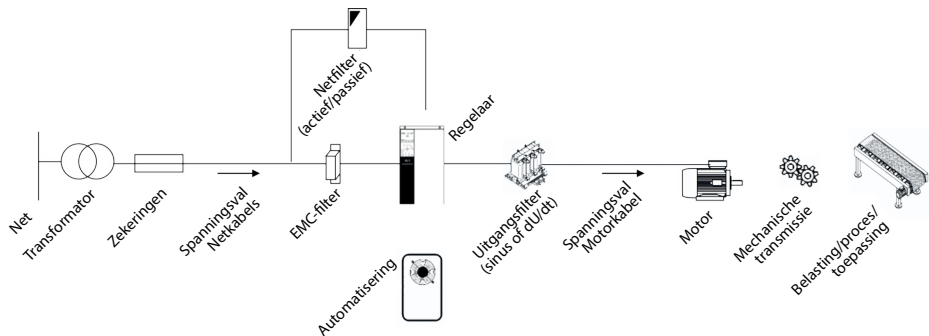 Netfilter
(actief/passief)
Regelaar
Net
Transformator
Zekeringen
Spanningsval
Netkabels
EMC-filter
Uitgangsfilter
(sinus of dU/dt)
Spanningsval
Motorkabel
Motor
Mechanische
transmissie
Belasting/proces/
toepassing
Automatisering